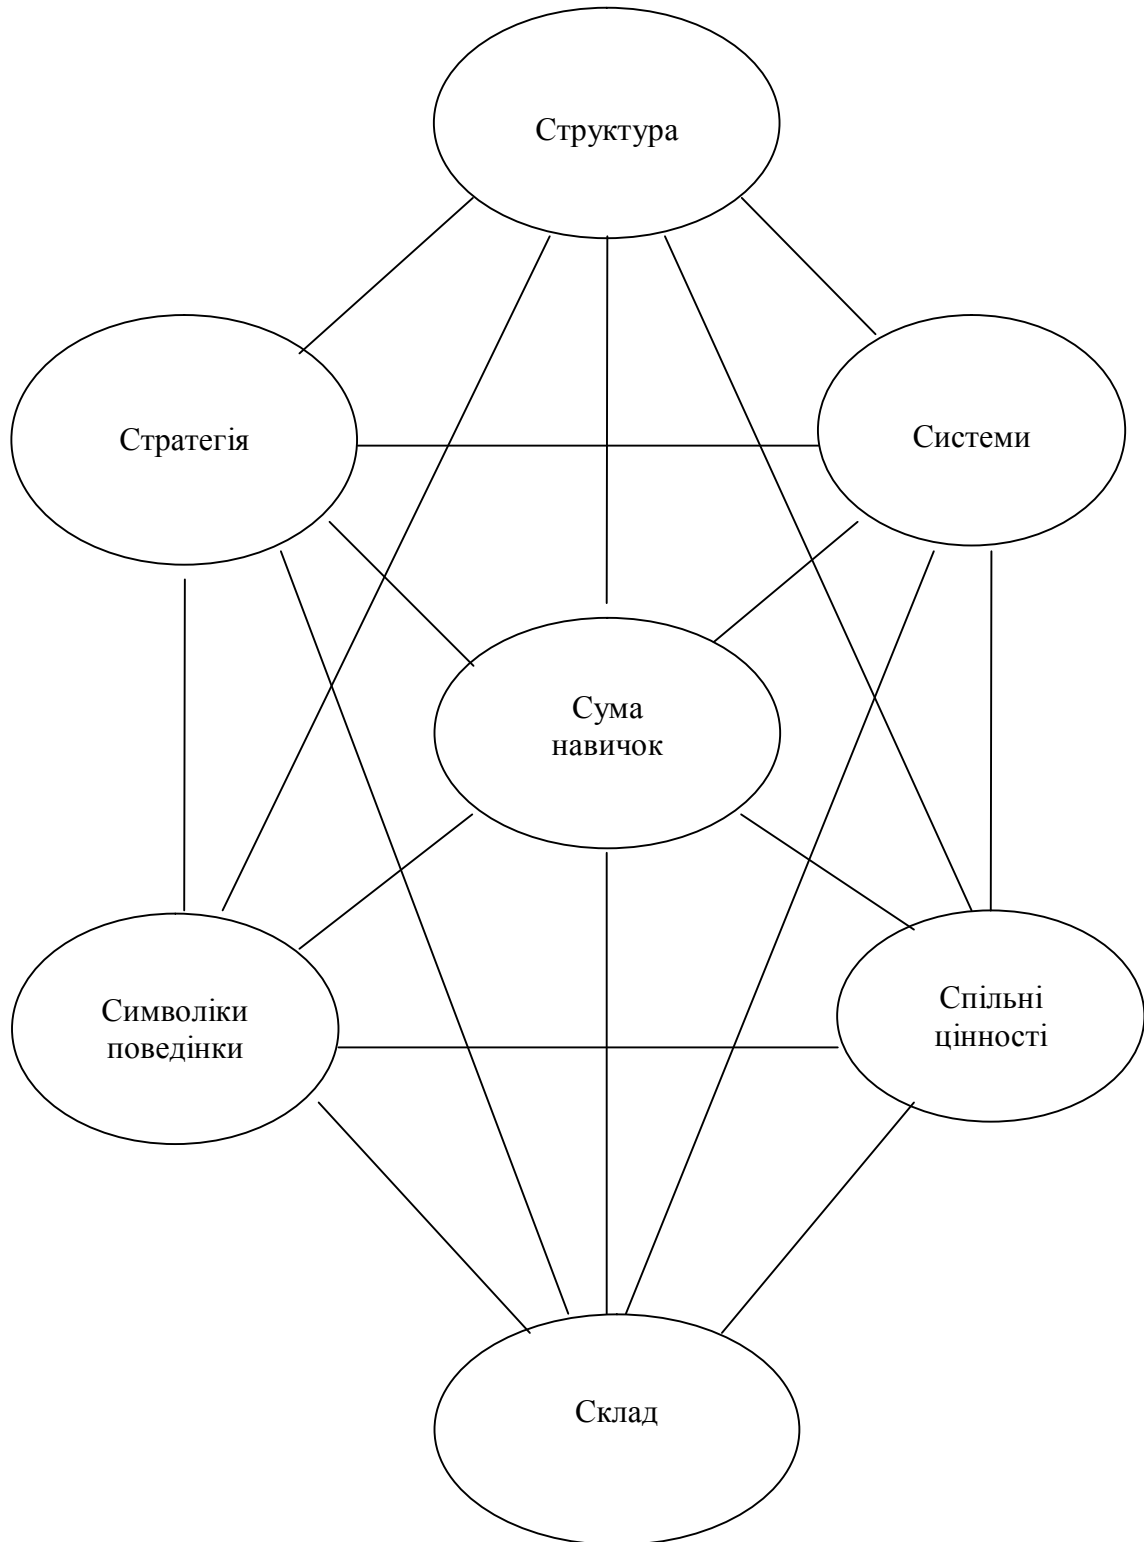 Структура
Стратегія
Системи
Сума
навичок
Символіки
поведінки
Спільні
цінності
Склад